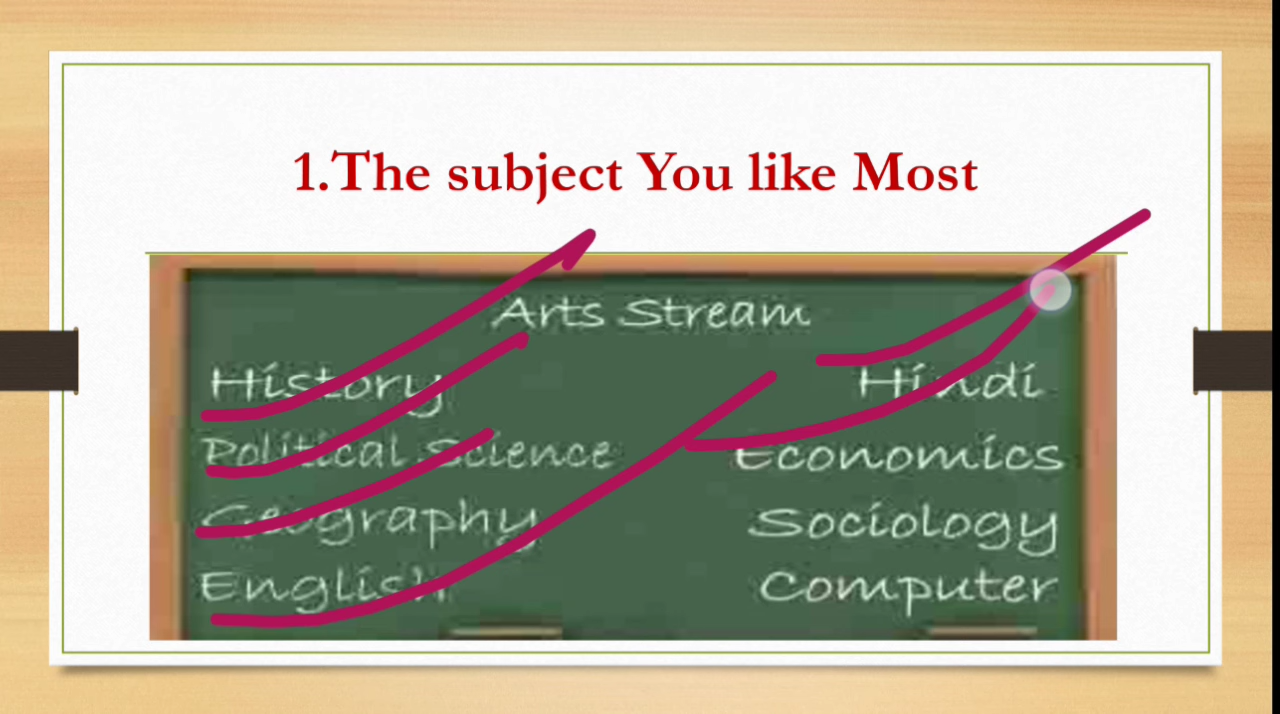 1.The subject You like Most
Arts Stream
History
Hindi
Political Science
Economics
Geography
Sociology
English
Computer